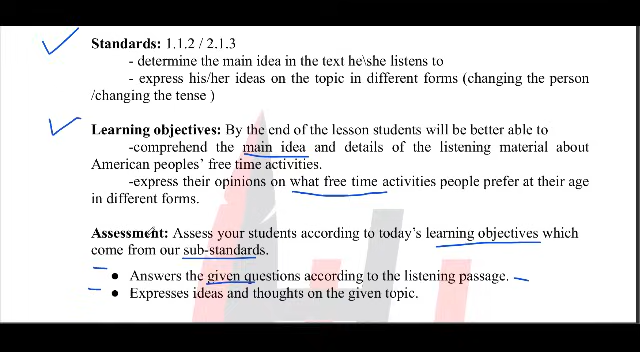 Standards: 1.1.2 / 2.1.3
- determine the main idea in the text he\she listens to
- express his/her ideas on the topic in different forms (changing the person
/changing the tense )
Learning objectives: By the end of the lesson students will be better able to
-comprehend the main idea and details of the listening material about
American peoples’ free time activities.
-express their opinions on what free time activities people prefer at their age
in different forms.
Assessment: Assess your students according to today’s learning objectives which
come from our sub-standards.
● Answers the given questions according to the listening passage.
● Expresses ideas and thoughts on the given topic.